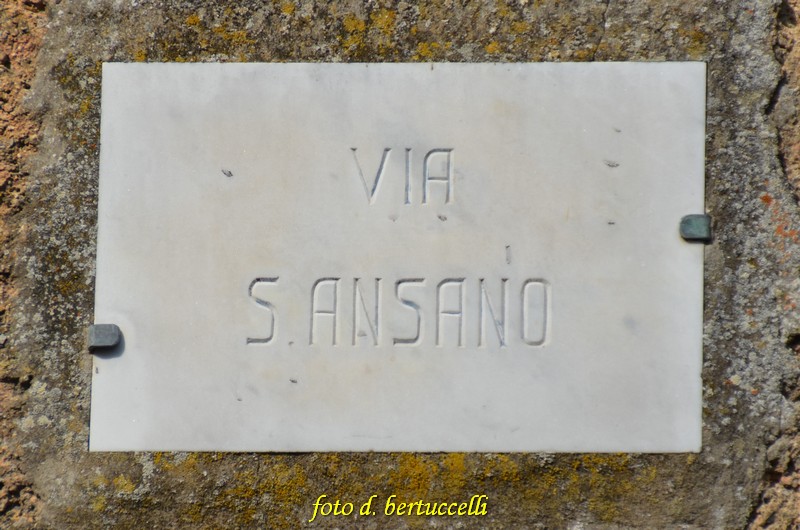 VIA
S. ANSANO
foto d. bertuccelli